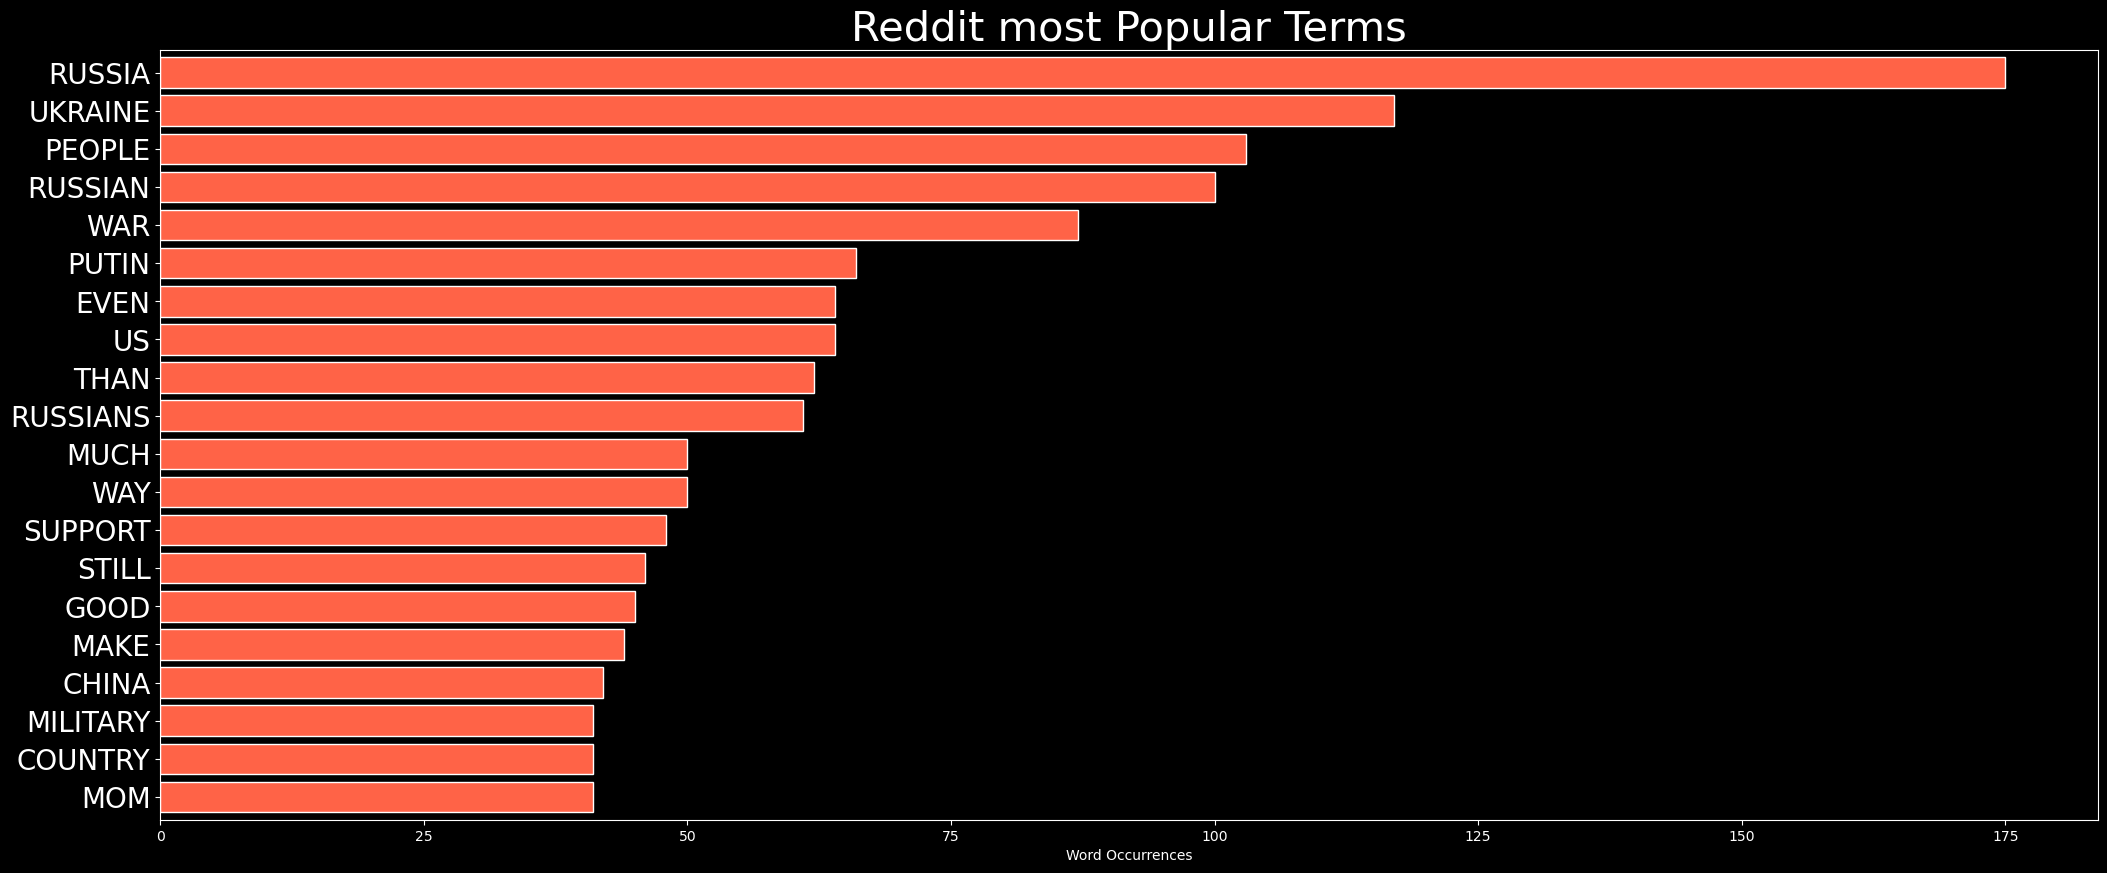 Reddit most Popular Terms
RUSSIA
UKRAINE
PEOPLE
RUSSIAN
WAR
PUTIN
EVEN
US
THAN
RUSSIANS
MUCH
WAY
SUPPORT
STILL
GOOD
MAKE
CHINA
MILITARY
COUNTRY
MOM
0 25 50 75 100 125 150 175
Word Occurrences